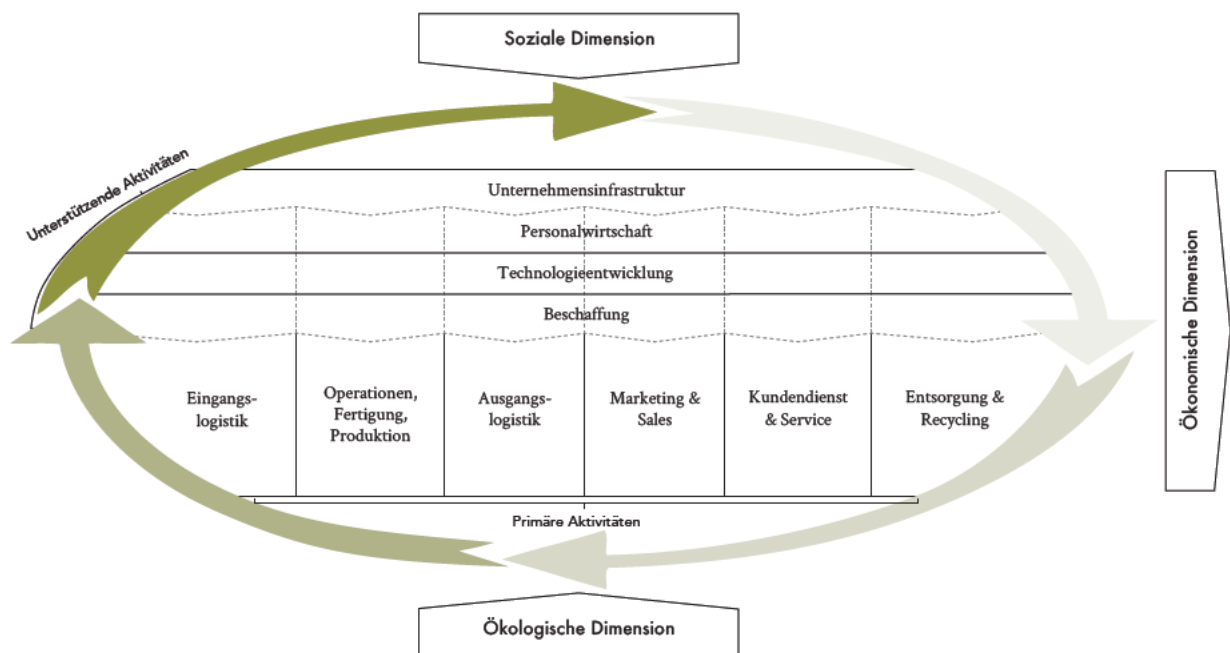 Soziale Dimension
Unterstützende Aktivitäten
Unternehmensinfrastruktur
Personalwirtschaft
Technologieentwicklung
Beschaffung
Eingangs-
logistik
Operationen,
Fertigung,
Produktion
Ausgangs-
logistik
Marketing &
Sales
Kundendienst
& Service
Entsorgung &
Recycling
Primäre Aktivitäten
Ökonomische Dimension
Ökologische Dimension